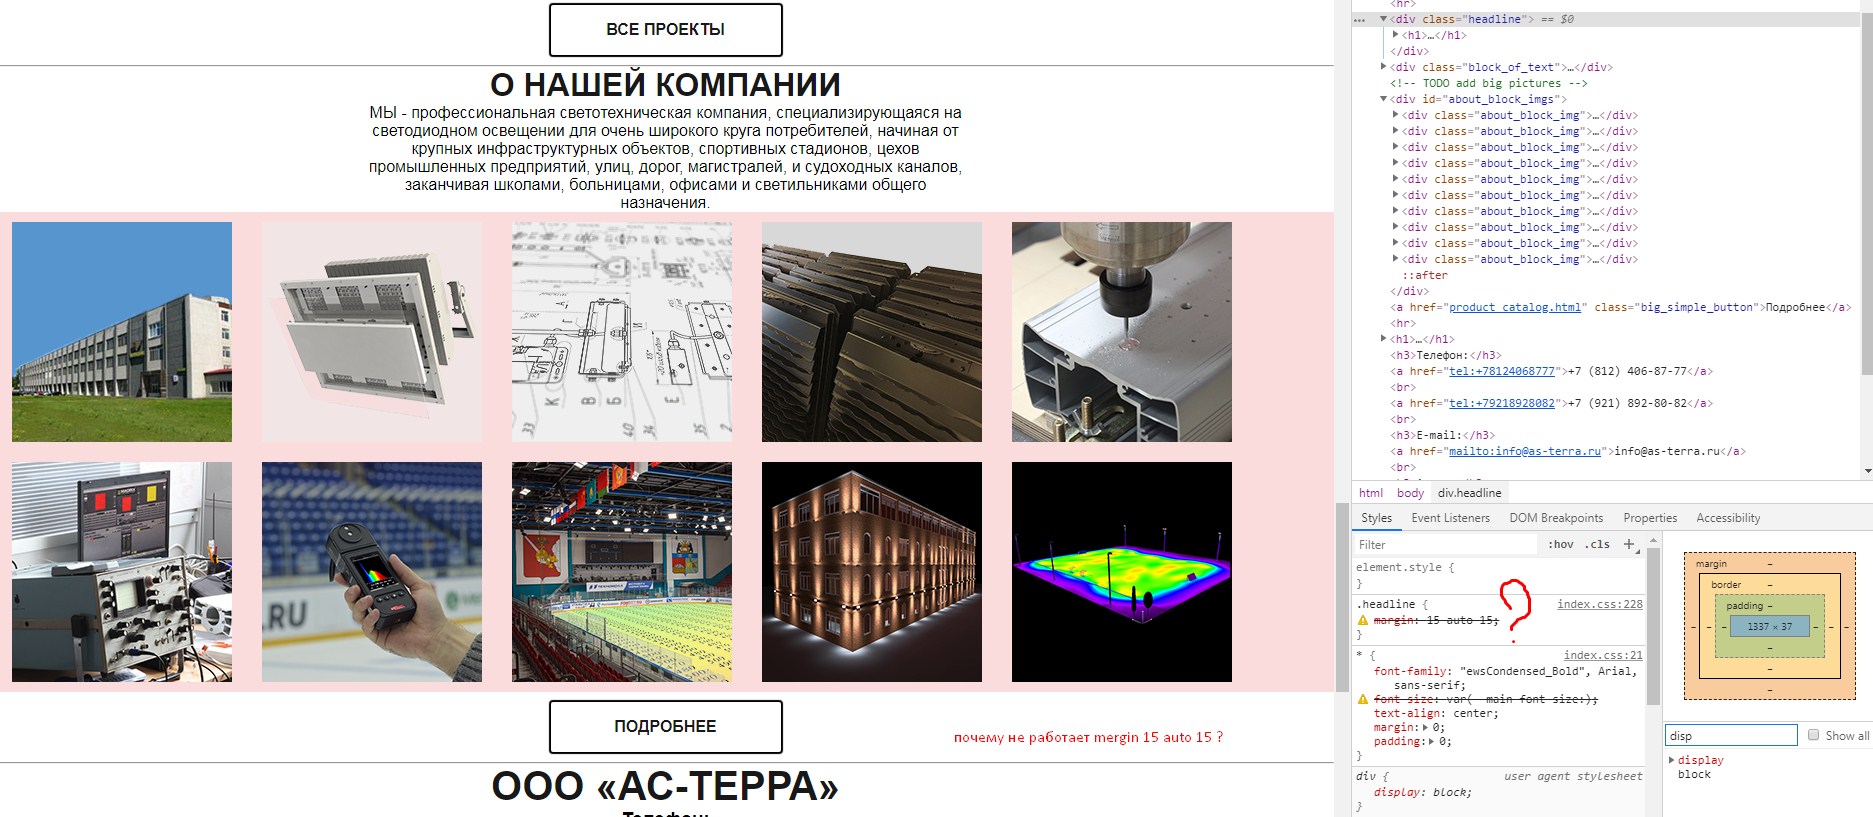 ВСЕ ПРОЕКТЫ
О НАШЕЙ КОМПАНИИ
МЫ - профессиональная светотехническая компания, специализирующаяся на
светодиодном освещении для очень широкого круга потребителей, начиная от
крупных инфраструктурных объектов, спортивных стадионов, цехов
промышленных предприятий, улиц, дорог, магистралей, и судоходных каналов,
заканчивая школами, больницами, офисами и светильниками общего
назначения.
К
В
Б
Е
33
32
40
34
.RU
ПОДРОБНЕЕ
почему не работает mergin 15 auto 15 ?
ООО «АС-ТЕРРА»
Телефон:
<hr>
<div class="headline"> == $0
<h1>…</h1>
</div>
<div class="block_of_text">…</div>
<!-- TODO add big pictures -->
<div id="about_block_imgs">
<div class="about_block_img">…</div>
<div class="about_block_img">…</div>
<div class="about_block_img">…</div>
<div class="about_block_img">…</div>
<div class="about_block_img">…</div>
<div class="about_block_img">…</div>
<div class="about_block_img">…</div>
<div class="about_block_img">…</div>
<div class="about_block_img">…</div>
<div class="about_block_img">…</div>
::after
</div>
<a href="product_catalog.html" class="big_simple_button">Подробнее</a>
<hr>
<h1>…</h1>
<h3>Телефон:</h3>
<a href="tel:+78124068777">+7 (812) 406-87-77</a>
<br>
<a href="tel:+79218928082">+7 (921) 892-80-82</a>
<br>
<h3>E-mail:</h3>
<a href="mailto:info@as-terra.ru">info@as-terra.ru</a>
<br>
html body div.headline
Styles Event Listeners DOM Breakpoints Properties Accessibility
Filter :hov .cls +
element.style {
}
.headline { index.css:228
margin: 15 auto 15;
}
?
* { index.css:21
font-family: "ewsCondensed_Bold", Arial,
sans-serif;
font-size: var(--main-font-size:);
text-align: center;
margin: 0;
padding: 0;
}
div { user agent stylesheet
display: block;
}
margin –
border –
padding –
– – – 1337 × 37 – – –
–
–
–
disp Show all
display
block